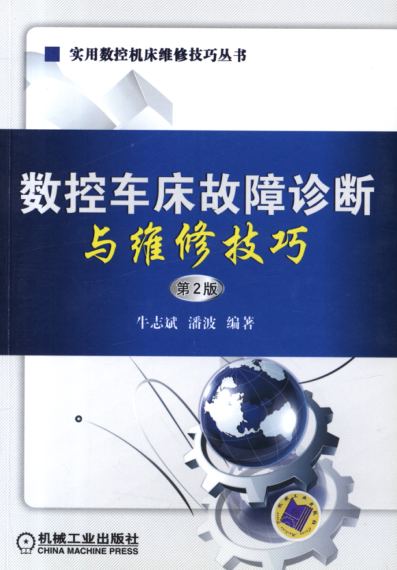 实用数控机床维修技巧丛书
数控车床故障诊断
与维修技巧
第2版
牛志斌 潘波 编著
机械工业出版社
CHINA MACHINE PRESS